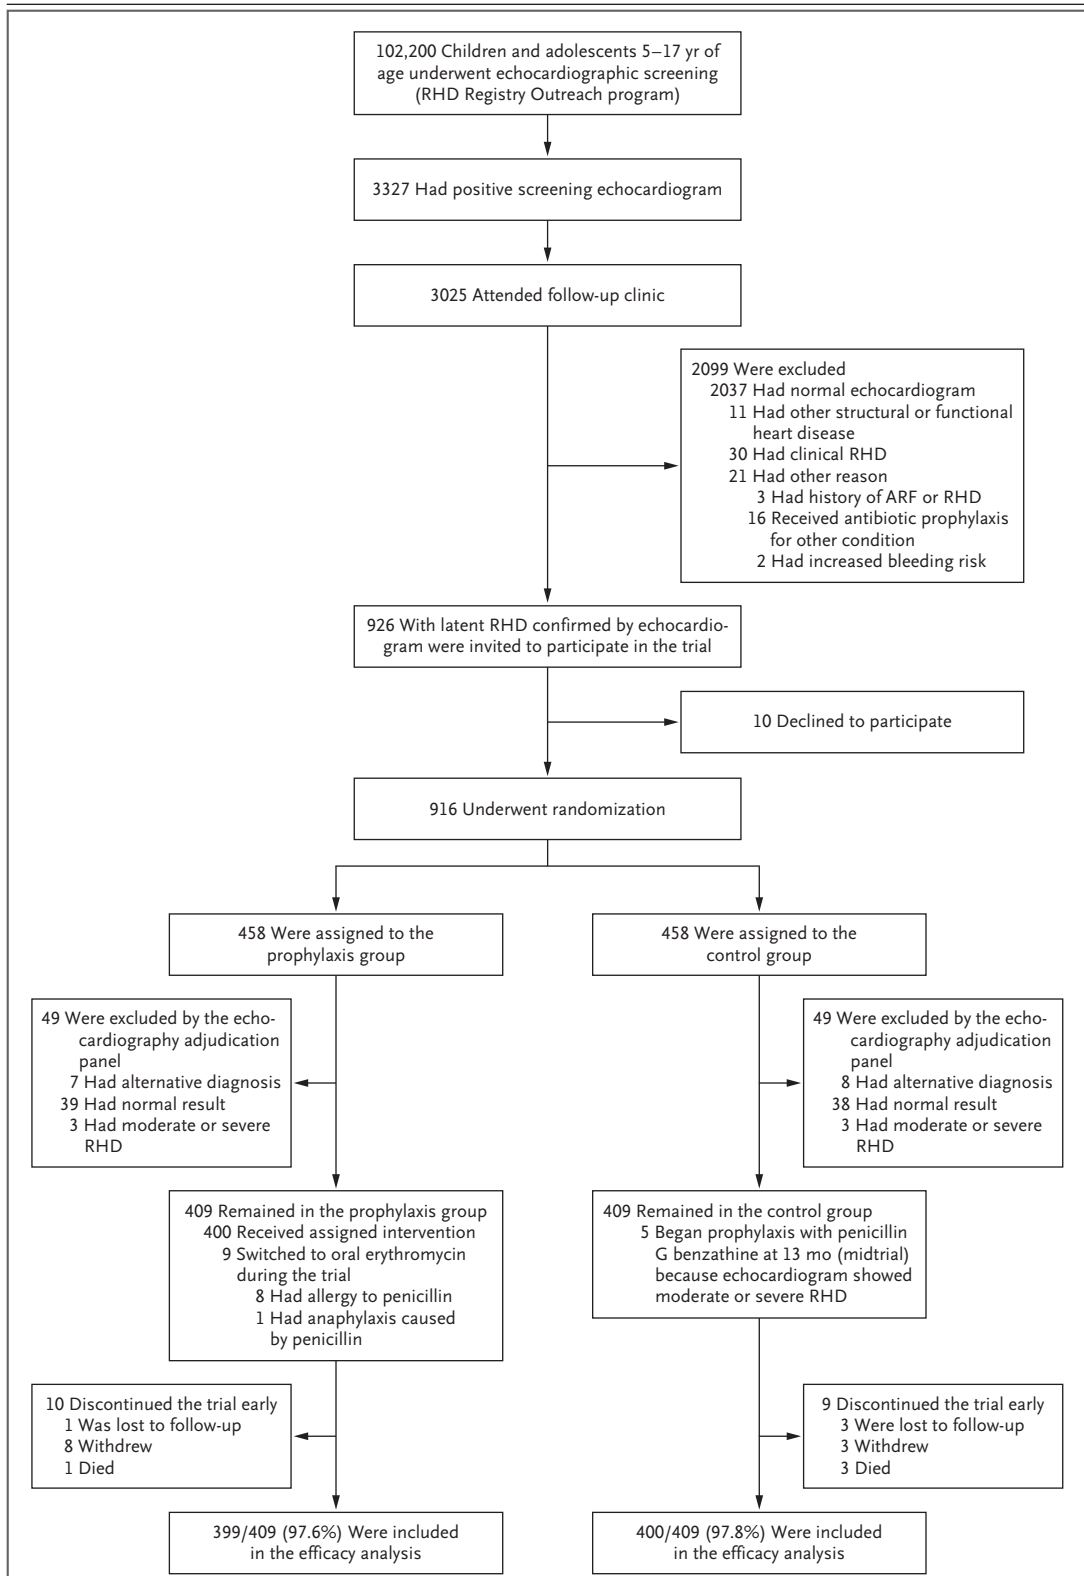 102,200 Children and adolescents 5–17 yr of
age underwent echocardiographic screening
(RHD Registry Outreach program)
3327 Had positive screening echocardiogram
3025 Attended follow-up clinic
2099 Were excluded
2037 Had normal echocardiogram
11 Had other structural or functional
heart disease
30 Had clinical RHD
21 Had other reason
3 Had history of ARF or RHD
16 Received antibiotic prophylaxis
for other condition
2 Had increased bleeding risk
926 With latent RHD confirmed by echocardio-
gram were invited to participate in the trial
10 Declined to participate
916 Underwent randomization
458 Were assigned to the
prophylaxis group
458 Were assigned to the
control group
49 Were excluded by the echo-
cardiography adjudication
panel
7 Had alternative diagnosis
39 Had normal result
3 Had moderate or severe
RHD
49 Were excluded by the echo-
cardiography adjudication
panel
8 Had alternative diagnosis
38 Had normal result
3 Had moderate or severe
RHD
409 Remained in the prophylaxis group
400 Received assigned intervention
9 Switched to oral erythromycin
during the trial
8 Had allergy to penicillin
1 Had anaphylaxis caused
by penicillin
409 Remained in the control group
5 Began prophylaxis with penicillin
G benzathine at 13 mo (midtrial)
because echocardiogram showed
moderate or severe RHD
10 Discontinued the trial early
1 Was lost to follow-up
8 Withdrew
1 Died
9 Discontinued the trial early
3 Were lost to follow-up
3 Withdrew
3 Died
399/409 (97.6%) Were included
in the efficacy analysis
400/409 (97.8%) Were included
in the efficacy analysis